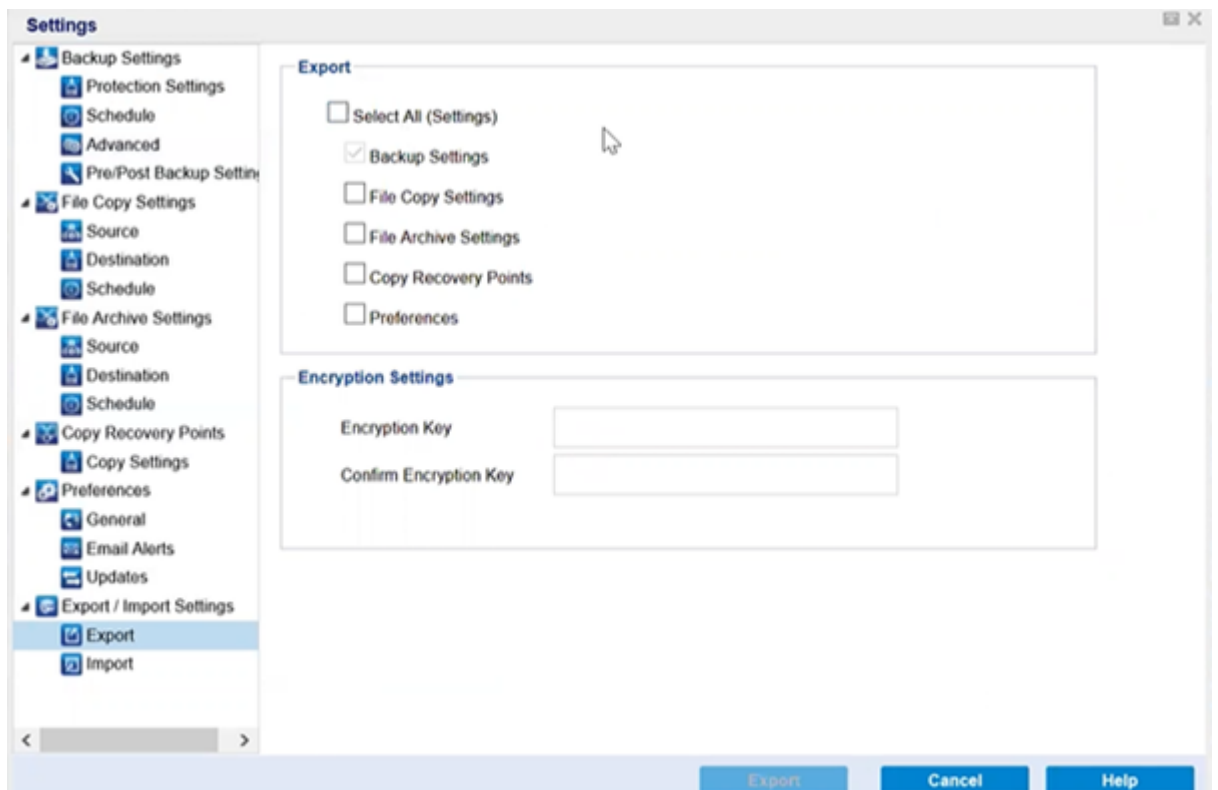 Settings
Backup Settings
Protection Settings
Schedule
Advanced
Pre/Post Backup Setting
File Copy Settings
Source
Destination
Schedule
File Archive Settings
Source
Destination
Schedule
Copy Recovery Points
Copy Settings
Preferences
General
Email Alerts
Updates
Export / Import Settings
Export
Import
Export
Select All (Settings)
Backup Settings
File Copy Settings
File Archive Settings
Copy Recovery Points
Preferences
Encryption Settings
Encryption Key
Confirm Encryption Key
Export Cancel Help